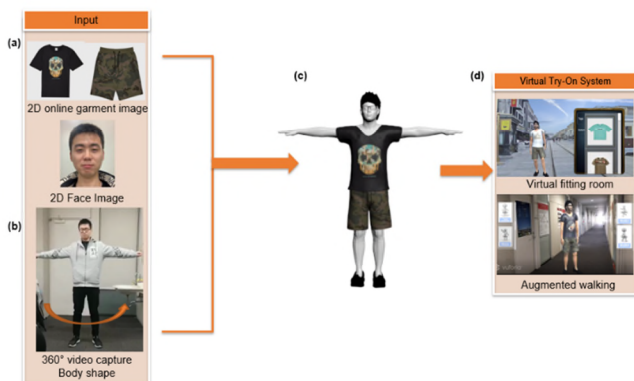 Input
(a)
2D online garment image
2D Face Image
(b)
360° video capture
Body shape
(c)
(d)
Virtual Try-On System
Virtual fitting room
Augmented walking